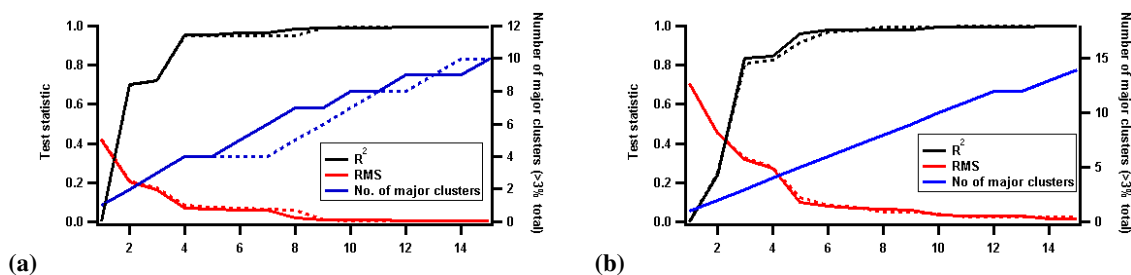 1.0
0.8
0.6
0.4
0.2
0.0
Test statistic
12
10
8
6
4
2
0
Number of major clusters (>3% total)
R2
RMS
No. of major clusters
2 4 6 8 10 12 14
(a)
1.0
0.8
0.6
0.4
0.2
0.0
Test statistic
15
10
5
0
Number of major clusters (>3% total)
R2
RMS
No of major clusters
2 4 6 8 10 12 14
(b)